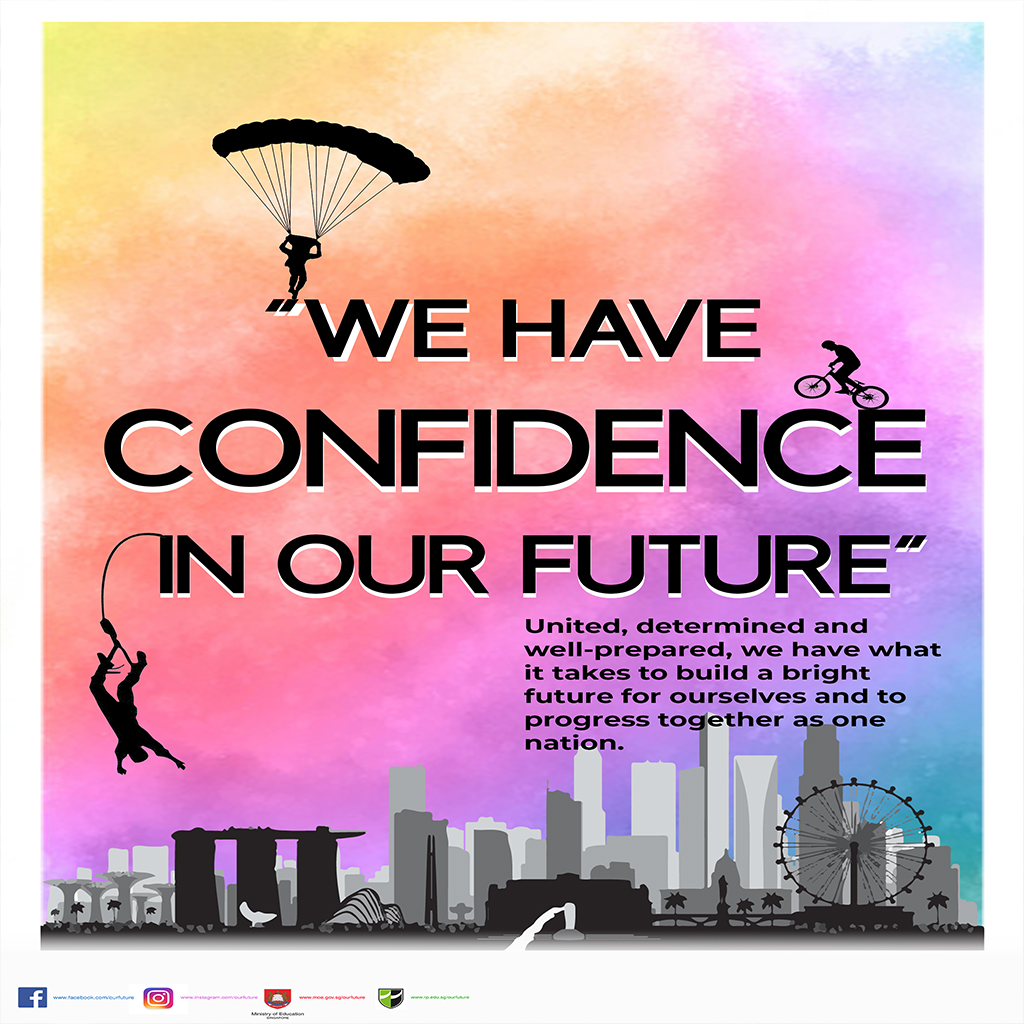 “WE HAVE
CONFIDENCE
IN OUR FUTURE”
United, determined and
well-prepared, we have what
it takes to build a bright
future for ourselves and to
progress together as one
nation.
www.facebook.com/ourfuture
www.instagram.com/ourfuture
www.moe.gov.sg/ourfuture
www.rp.edu.sg/ourfuture
Ministry of Education
SINGAPORE